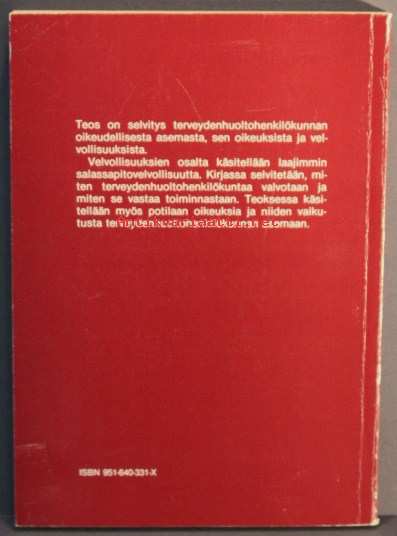 Teos on selvitys terveydenhuoltohenkilökunnan
oikeudellisesta asemasta, sen oikeuksista ja vel-
vollisuuksista.
Velvollisuuksien osalta käsitellään laajimmin
salassapitovelvollisuutta. Kirjassa selvitetään, mi-
ten terveydenhuoltohenkilökuntaa valvotaan ja
miten se vastaa toiminnastaan. Teoksessa käsi-
tellään myös potilaan oikeuksia ja niiden vaiku-
tusta
ISBN 951-640-331-X